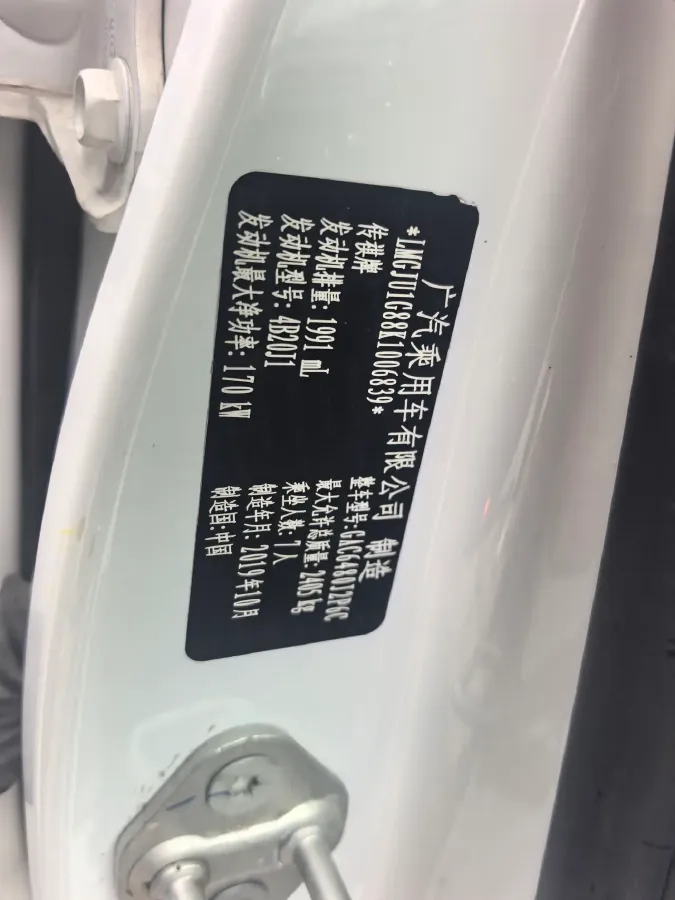 广汽乘用车有限公司 制造
*LMGJU1G88K1006839*
传祺牌 整车型号:GAC6480J2P6C
发动机排量: 1991 mL 最大允许总质量: 2465 kg
发动机型号: 4B20J1 乘坐人数: 7人
发动机最大净功率: 170 kW 制造年月: 2019年10月
制造国:中国